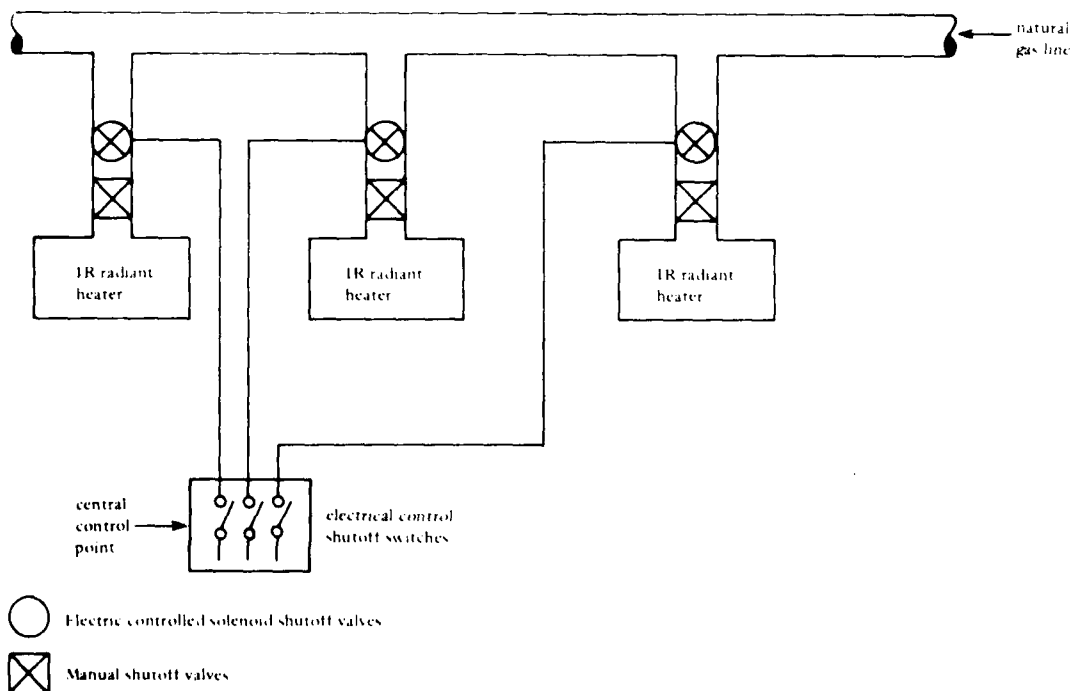 natural
gas line
IR radiant
heater
IR radiant
heater
IR radiant
heater
central
control
point
electrical control
shutoff switches
Electric controlled solenoid shutoff valves
Manual shutoff valves